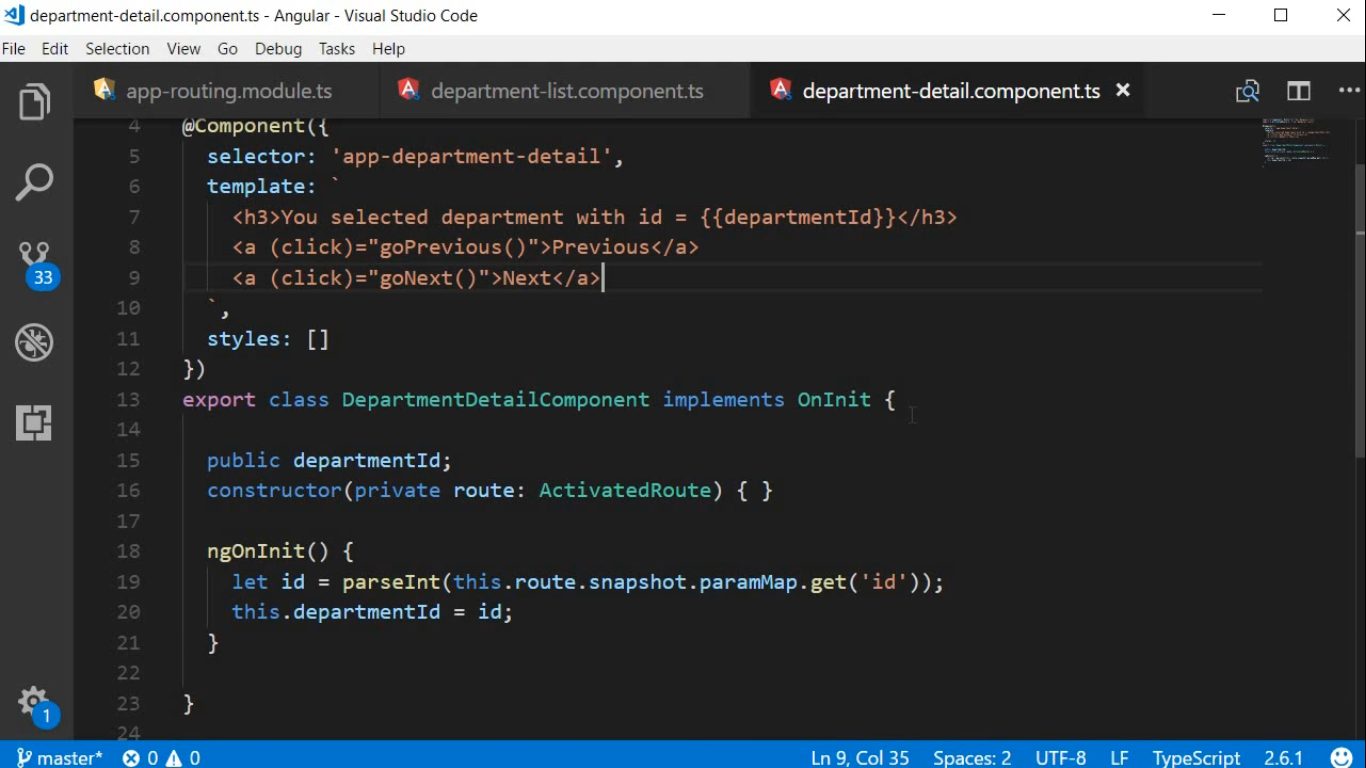 department-detail.component.ts - Angular - Visual Studio Code
File Edit Selection View Go Debug Tasks Help
app-routing.module.ts department-list.component.ts department-detail.component.ts
4 @Component({
5 selector: 'app-department-detail',
6 template: `
7 <h3>You selected department with id = {{departmentId}}</h3>
8 <a (click)="goPrevious()">Previous</a>
9 <a (click)="goNext()">Next</a>
10 `,
11 styles: []
12 })
13 export class DepartmentDetailComponent implements OnInit {
14
15 public departmentId;
16 constructor(private route: ActivatedRoute) { }
17
18 ngOnInit() {
19 let id = parseInt(this.route.snapshot.paramMap.get('id'));
20 this.departmentId = id;
21 }
22
23 }
24
33
1
master* 0 0 Ln 9, Col 35 Spaces: 2 UTF-8 LF TypeScript 2.6.1